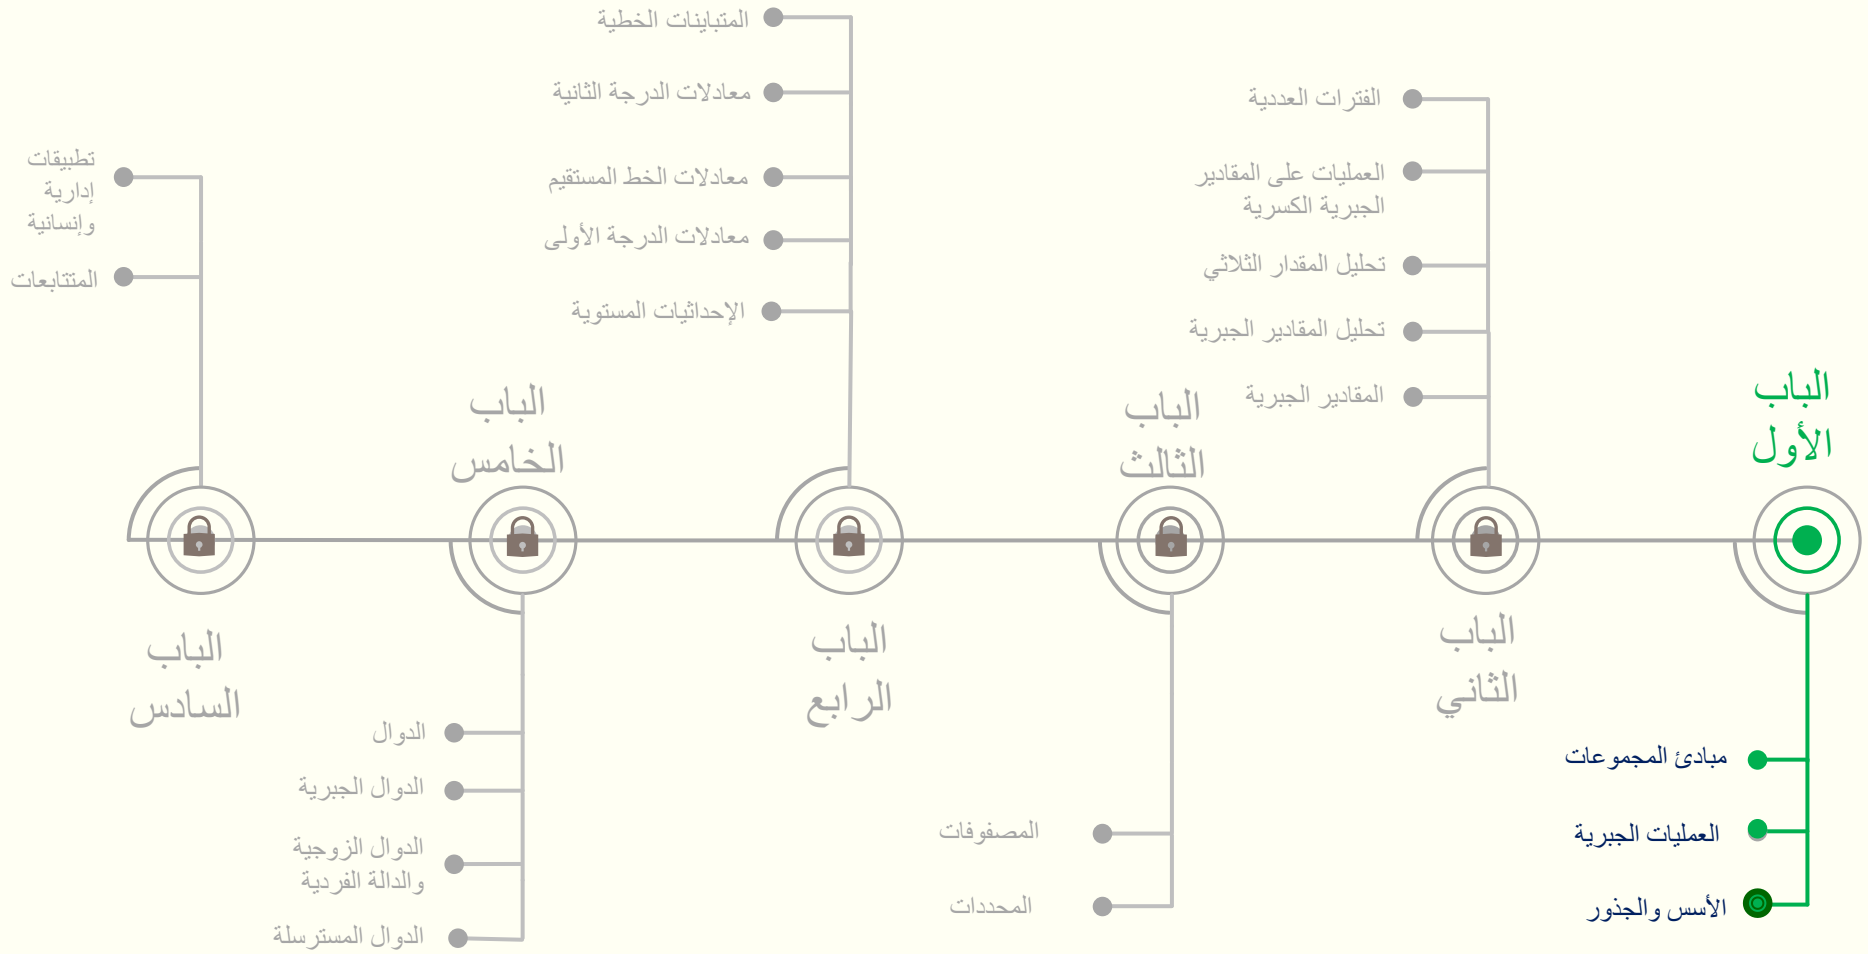 الباب
الأول
مبادئ المجموعات
العمليات الجبرية
الأسس والجذور
الفترات العددية
العمليات على المقادير
الجبرية الكسرية
تحليل المقدار الثلاثي
تحليل المقادير الجبرية
المقادير الجبرية
الباب
الثاني
الباب
الثالث
المصفوفات
المحددات
المتباينات الخطية
معادلات الدرجة الثانية
معادلات الخط المستقيم
معادلات الدرجة الأولى
الإحداثيات المستوية
الباب
الرابع
الباب
الخامس
الدوال
الدوال الجبرية
الدوال الزوجية
والدالة الفردية
الدوال المسترسلة
تطبيقات
إدارية
وإنسانية
المتتابعات
الباب
السادس